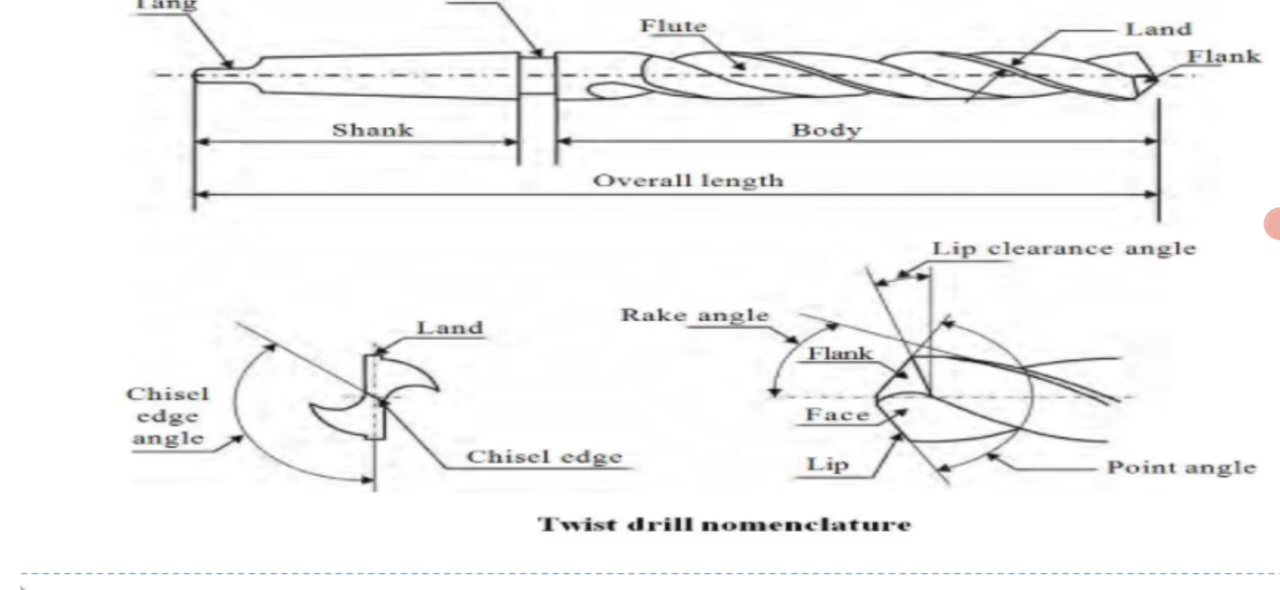 Tang
Flute
Land
Flank
Shank
Body
Overall length
Lip clearance angle
Rake angle
Land
Flank
Chisel
edge
angle
Face
Chisel edge
Lip
Point angle
Twist drill nomenclature